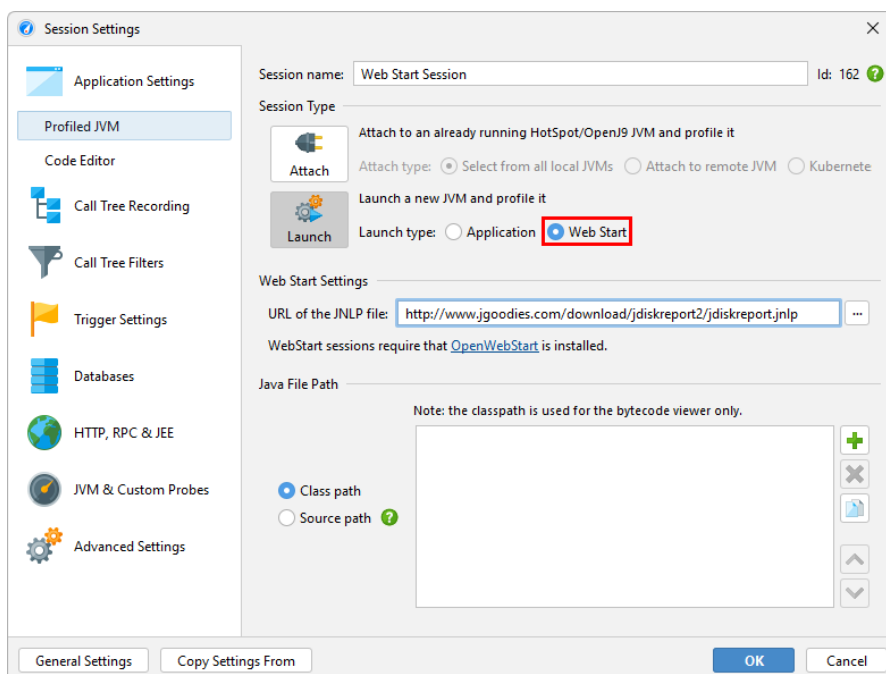 Session Settings
Application Settings
Profiled JVM
Code Editor
Call Tree Recording
Call Tree Filters
Trigger Settings
Databases
HTTP, RPC & JEE
JVM & Custom Probes
Advanced Settings
Session name: Web Start Session Id: 162 ?
Session Type
Attach
Attach to an already running HotSpot/OpenJ9 JVM and profile it
Attach type: Select from all local JVMs Attach to remote JVM Kubernete
Launch
Launch a new JVM and profile it
Launch type: Application Web Start
Web Start Settings
URL of the JNLP file: http://www.jgoodies.com/download/jdiskreport2/jdiskreport.jnlp ...
WebStart sessions require that OpenWebStart is installed.
Java File Path
Note: the classpath is used for the bytecode viewer only.
Class path
Source path ?
General Settings Copy Settings From OK Cancel